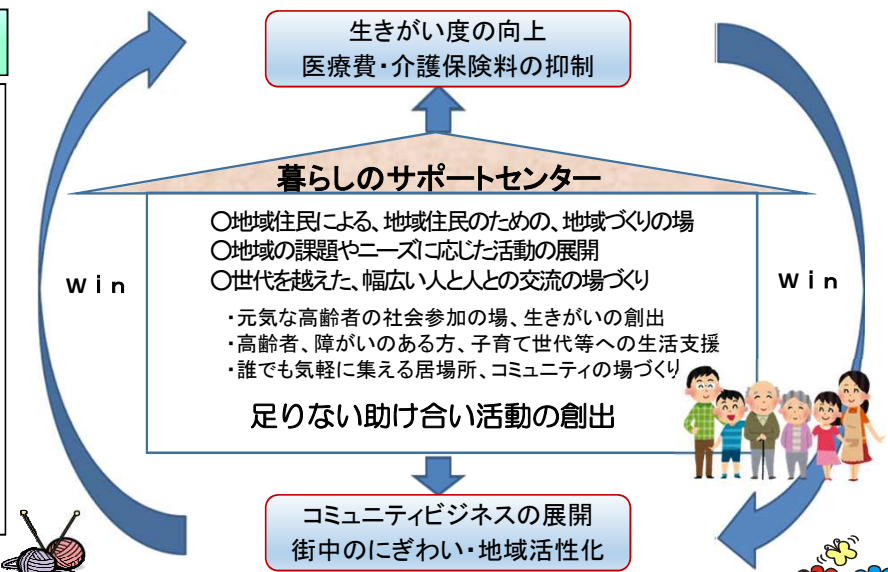 生きがい度の向上
医療費・介護保険料の抑制
暮らしのサポートセンター
〇地域住民による、地域住民のための、地域づくりの場
〇地域の課題やニーズに応じた活動の展開
〇世代を越えた、幅広い人と人との交流の場づくり
Ｗｉｎ
Ｗｉｎ
・元気な高齢者の社会参加の場、生きがいの創出
・高齢者、障がいのある方、子育て世代等への生活支援
・誰でも気軽に集える居場所、コミュニティの場づくり
足りない助け合い活動の創出
コミュニティビジネスの展開
街中のにぎわい・地域活性化